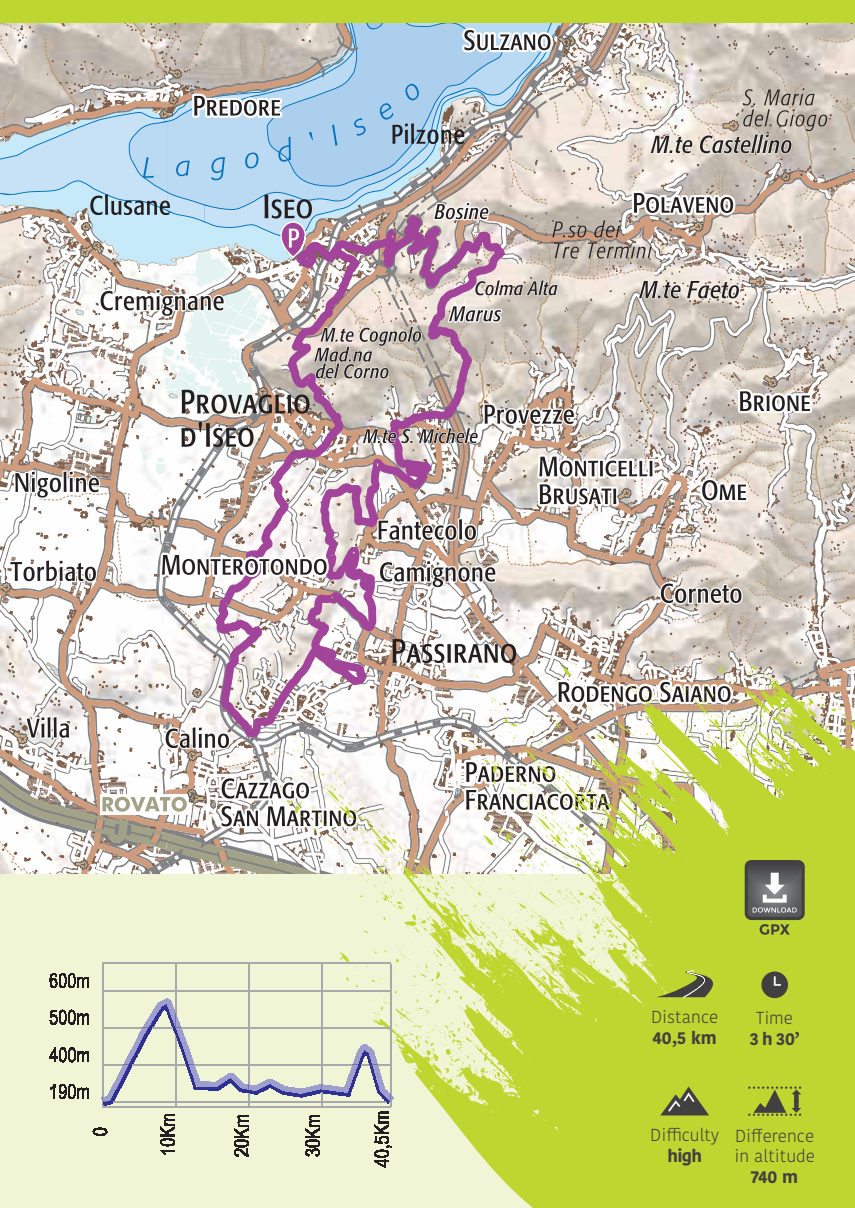 SULZANO
PREDORE
S. Maria
del Giogo
Pilzone
M.te Castellino
Lago d'Iseo
Clusane
ISEO
Bosine
POLAVENO
P
P.so dei
Tre Termini
Cremignane
Colma Alta
M.te Faeto
Marus
M.te Cognolo
Mad.na
del Corno
PROVAGLIO
D'ISEO
Provezze
BRIONE
M.te S. Michele
Nigoline
MONTICELLI
BRUSATI
OME
Fantecolo
Torbiato
MONTEROTONDO
Camignone
Corneto
PASSIRANO
RODENGO SAIANO
Villa
Calino
CAZZAGO
SAN MARTINO
PADERNO
FRANCIACORTA
ROVATO
DOWNLOAD
GPX
600m
500m
400m
190m
0
10Km
20Km
30Km
40,5Km
Distance
40,5 km
Time
3 h 30’
Difficulty
high
Difference
in altitude
740 m